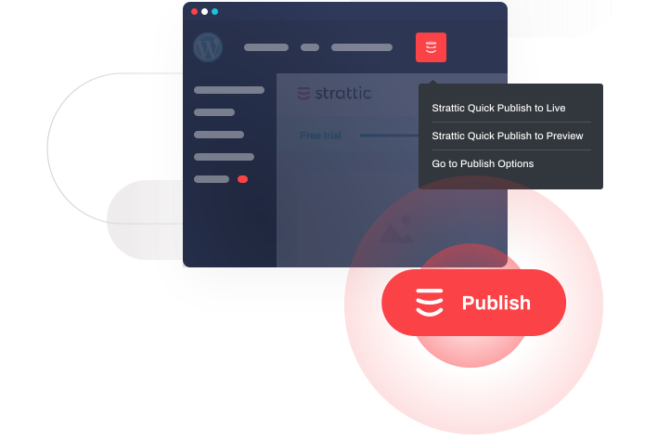 strattic
Free trial
Strattic Quick Publish to Live
Strattic Quick Publish to Preview
Go to Publish Options
Publish